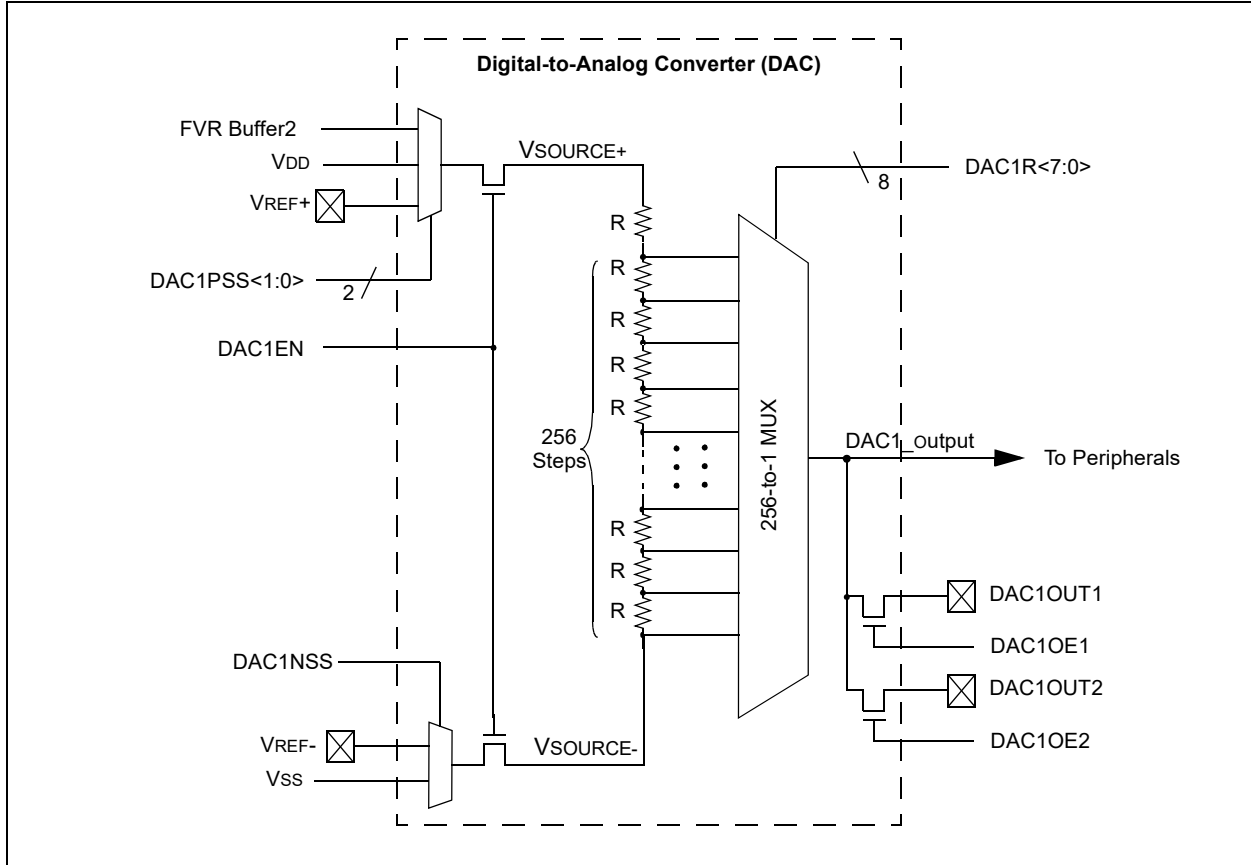 Digital-to-Analog Converter (DAC)
FVR Buffer2
VDD
VREF+
DAC1PSS<1:0>
2
DAC1EN
VSOURCE+
R
R
R
R
R
256
Steps
R
R
R
8
DAC1R<7:0>
256-to-1 MUX
DAC1_Output
To Peripherals
DAC1OUT1
DAC1OE1
DAC1OUT2
DAC1OE2
DAC1NSS
VREF-
VSS
VSOURCE-